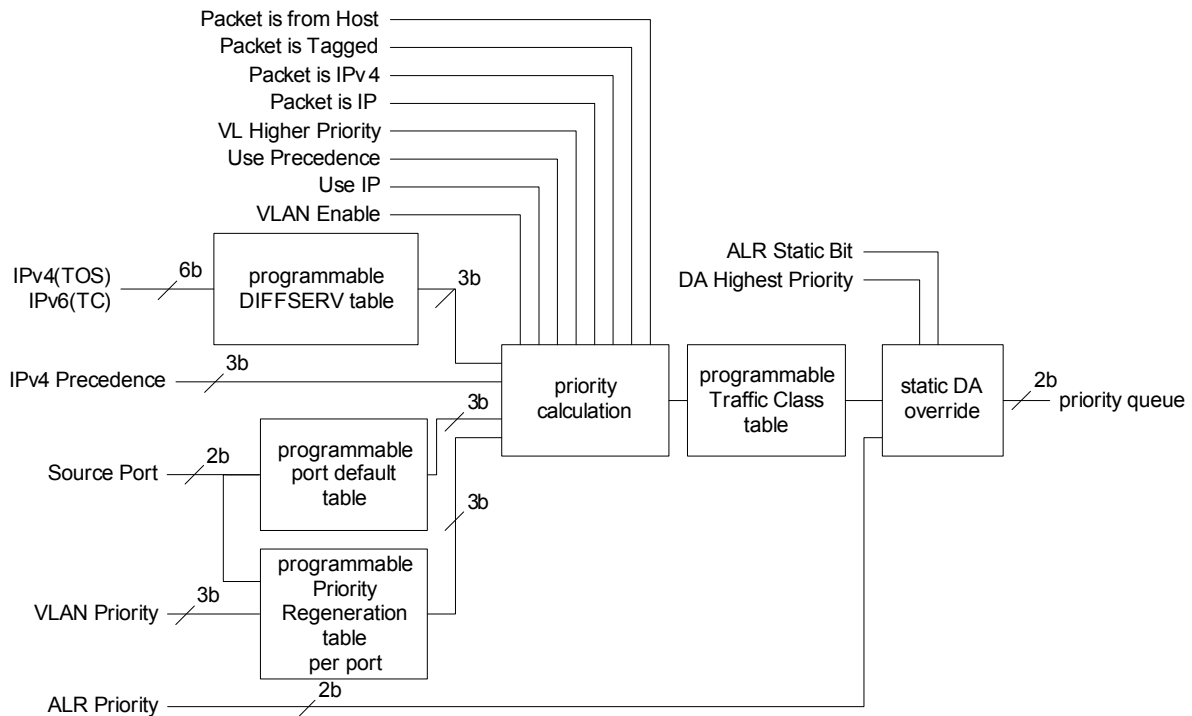 Packet is from Host
Packet is Tagged
Packet is IPv4
Packet is IP
VL Higher Priority
Use Precedence
Use IP
VLAN Enable
ALR Static Bit
DA Highest Priority
IPv4(TOS)
IPv6(TC)
6b
programmable
DIFFSERV table
3b
IPv4 Precedence
3b
priority
calculation
programmable
Traffic Class
table
static DA
override
2b
priority queue
Source Port
2b
programmable
port default
table
3b
VLAN Priority
3b
programmable
Priority
Regeneration
table
per port
3b
ALR Priority
2b